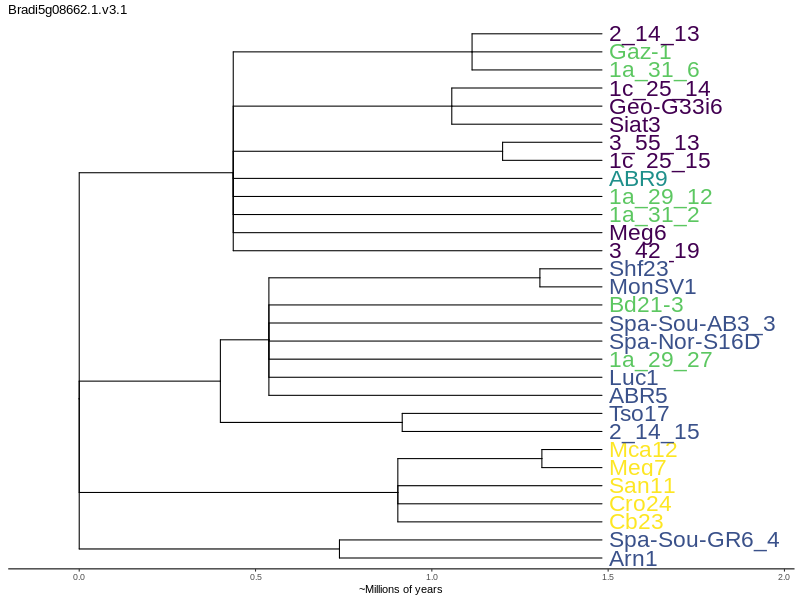 Bradi5g08662.1.v3.1
2_14_13
Gaz-1
1a_31_6
1c_25_14
Geo-G33i6
Siat3
3_55_13
1c_25_15
ABR9
1a_29_12
1a_31_2
Meg6
3_42_19
Shf23
MonSV1
Bd21-3
Spa-Sou-AB3_3
Spa-Nor-S16D
1a_29_27
Luc1
ABR5
Tso17
2_14_15
Mca12
Meg7
San11
Cro24
Cb23
Spa-Sou-GR6_4
Arn1
0.0 0.5 1.0 1.5 2.0
~Millions of years